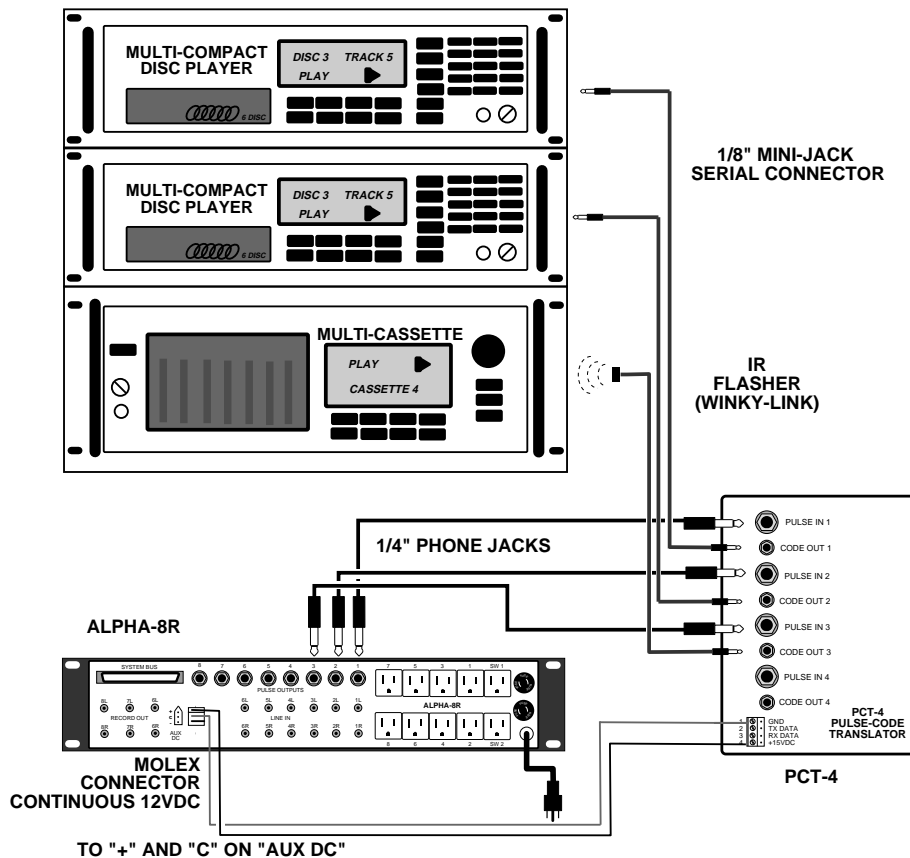 MULTI-COMPACT
DISC PLAYER
DISC 3 TRACK 5
PLAY
6 DISC
1/8" MINI-JACK
SERIAL CONNECTOR
MULTI-COMPACT
DISC PLAYER
DISC 3 TRACK 5
PLAY
6 DISC
MULTI-CASSETTE
PLAY
CASSETTE 4
IR
FLASHER
(WINKY-LINK)
1/4" PHONE JACKS
PULSE IN 1
CODE OUT 1
PULSE IN 2
CODE OUT 2
PULSE IN 3
CODE OUT 3
PULSE IN 4
CODE OUT 4
PCT-4
PULSE-CODE
TRANSLATOR
1 GND
2 TX DATA
3 RX DATA
4 +15VDC
PCT-4
ALPHA-8R
SYSTEM BUS
8 7 6 5 4 3 2 1
PULSE OUTPUTS
7 5 3 1 SW 1
8L 7L 6L
6L 5L 4L 3L 2L 1L
RECORD OUT
+
C
-
LINE IN
ALPHA-8R
8R 7R 6R
AUX
DC
6R 5R 4R 3R 2R 1R
8 6 4 2 SW 2
MOLEX
CONNECTOR
CONTINUOUS 12VDC
TO "+" AND "C" ON "AUX DC"